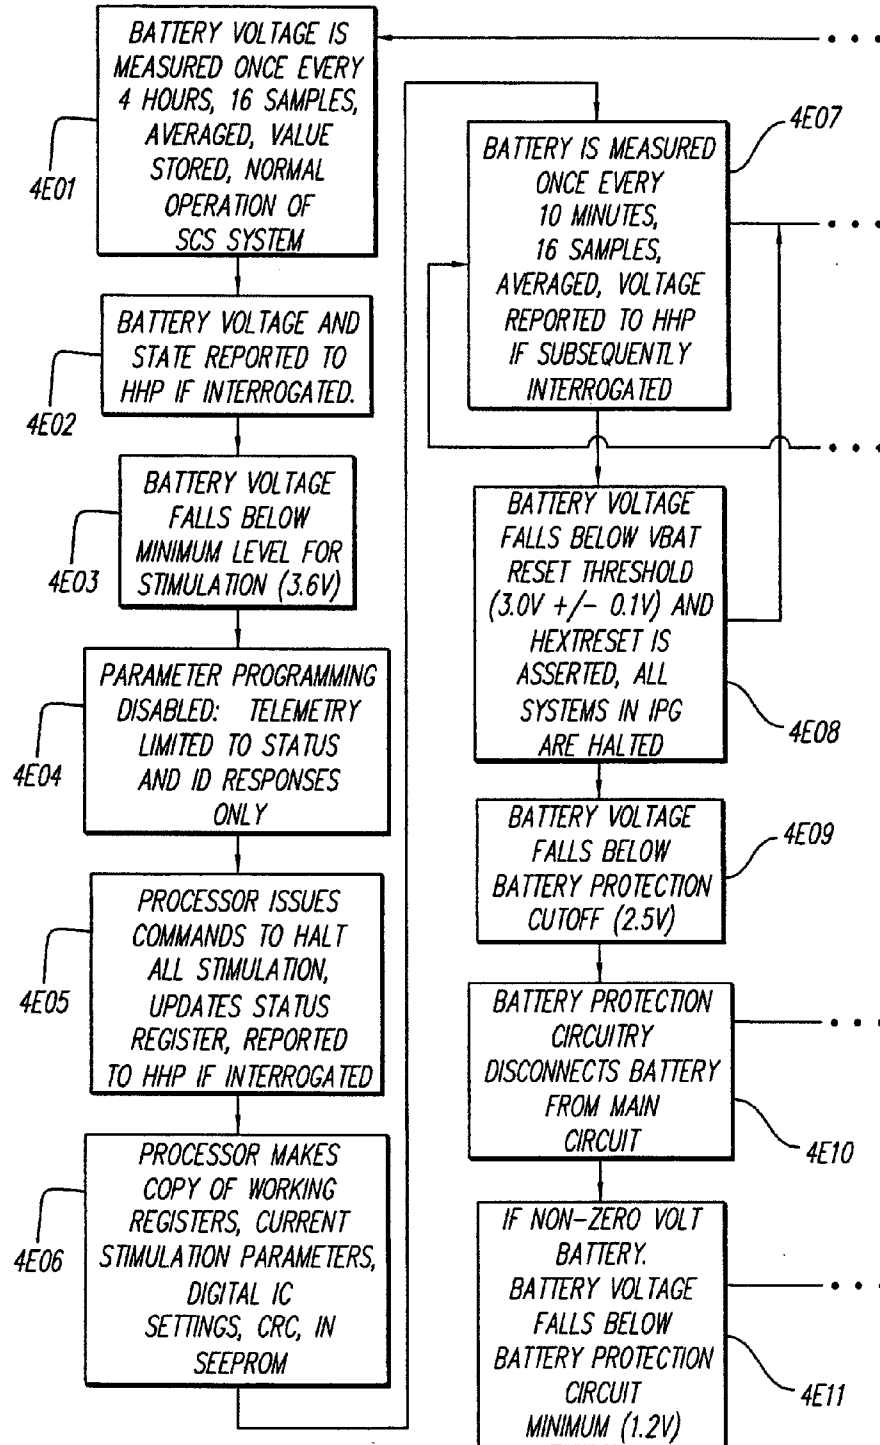 BATTERY VOLTAGE IS
MEASURED ONCE EVERY
4 HOURS, 16 SAMPLES,
AVERAGED, VALUE
STORED, NORMAL
OPERATION OF
SCS SYSTEM
4E01
BATTERY VOLTAGE AND
STATE REPORTED TO
HHP IF INTERROGATED.
4E02
BATTERY VOLTAGE
FALLS BELOW
MINIMUM LEVEL FOR
STIMULATION (3.6V)
4E03
PARAMETER PROGRAMMING
DISABLED: TELEMETRY
LIMITED TO STATUS
AND ID RESPONSES
ONLY
4E04
PROCESSOR ISSUES
COMMANDS TO HALT
ALL STIMULATION,
UPDATES STATUS
REGISTER, REPORTED
TO HHP IF INTERROGATED
4E05
PROCESSOR MAKES
COPY OF WORKING
REGISTERS, CURRENT
STIMULATION PARAMETERS,
DIGITAL IC
SETTINGS, CRC, IN
SEEPROM
4E06
BATTERY IS MEASURED
ONCE EVERY
10 MINUTES,
16 SAMPLES,
AVERAGED, VOLTAGE
REPORTED TO HHP
IF SUBSEQUENTLY
INTERROGATED
4E07
BATTERY VOLTAGE
FALLS BELOW VBAT
RESET THRESHOLD
(3.0V +/- 0.1V) AND
HEXTRESET IS
ASSERTED, ALL
SYSTEMS IN IPG
ARE HALTED
4E08
BATTERY VOLTAGE
FALLS BELOW
BATTERY PROTECTION
CUTOFF (2.5V)
4E09
BATTERY PROTECTION
CIRCUITRY
DISCONNECTS BATTERY
FROM MAIN
CIRCUIT
4E10
IF NON-ZERO VOLT
BATTERY.
BATTERY VOLTAGE
FALLS BELOW
BATTERY PROTECTION
CIRCUIT
MINIMUM (1.2V)
4E11